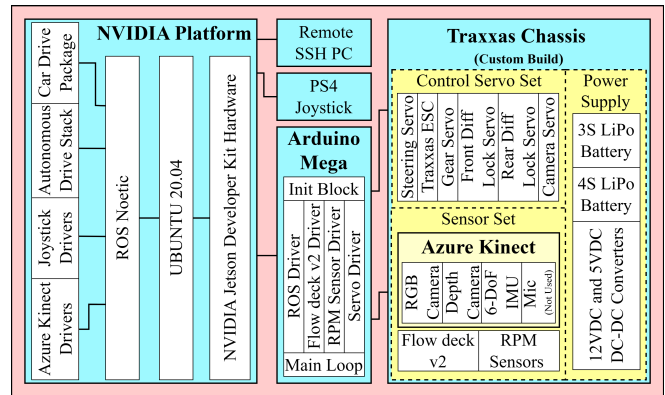 NVIDIA Platform
Car Drive
Package
Autonomous
Drive Stack
Joystick
Drivers
Azure Kinect
Drivers
ROS Noetic
UBUNTU 20.04
NVIDIA Jetson Developer Kit Hardware
Remote
SSH PC
PS4
Joystick
Arduino
Mega
Init Block
ROS Driver
Flow deck v2 Driver
RPM Sensor Driver
Servo Driver
Main Loop
Traxxas Chassis
(Custom Build)
Control Servo Set
Steering Servo
Traxxas ESC
Gear Servo
Front Diff
Lock Servo
Rear Diff
Lock Servo
Camera Servo
Sensor Set
Azure Kinect
RGB
Camera
Depth
Camera
6-DoF
IMU
Mic
(Not Used)
Flow deck
v2
RPM
Sensors
Power
Supply
3S LiPo
Battery
4S LiPo
Battery
12VDC and 5VDC
DC-DC Converters